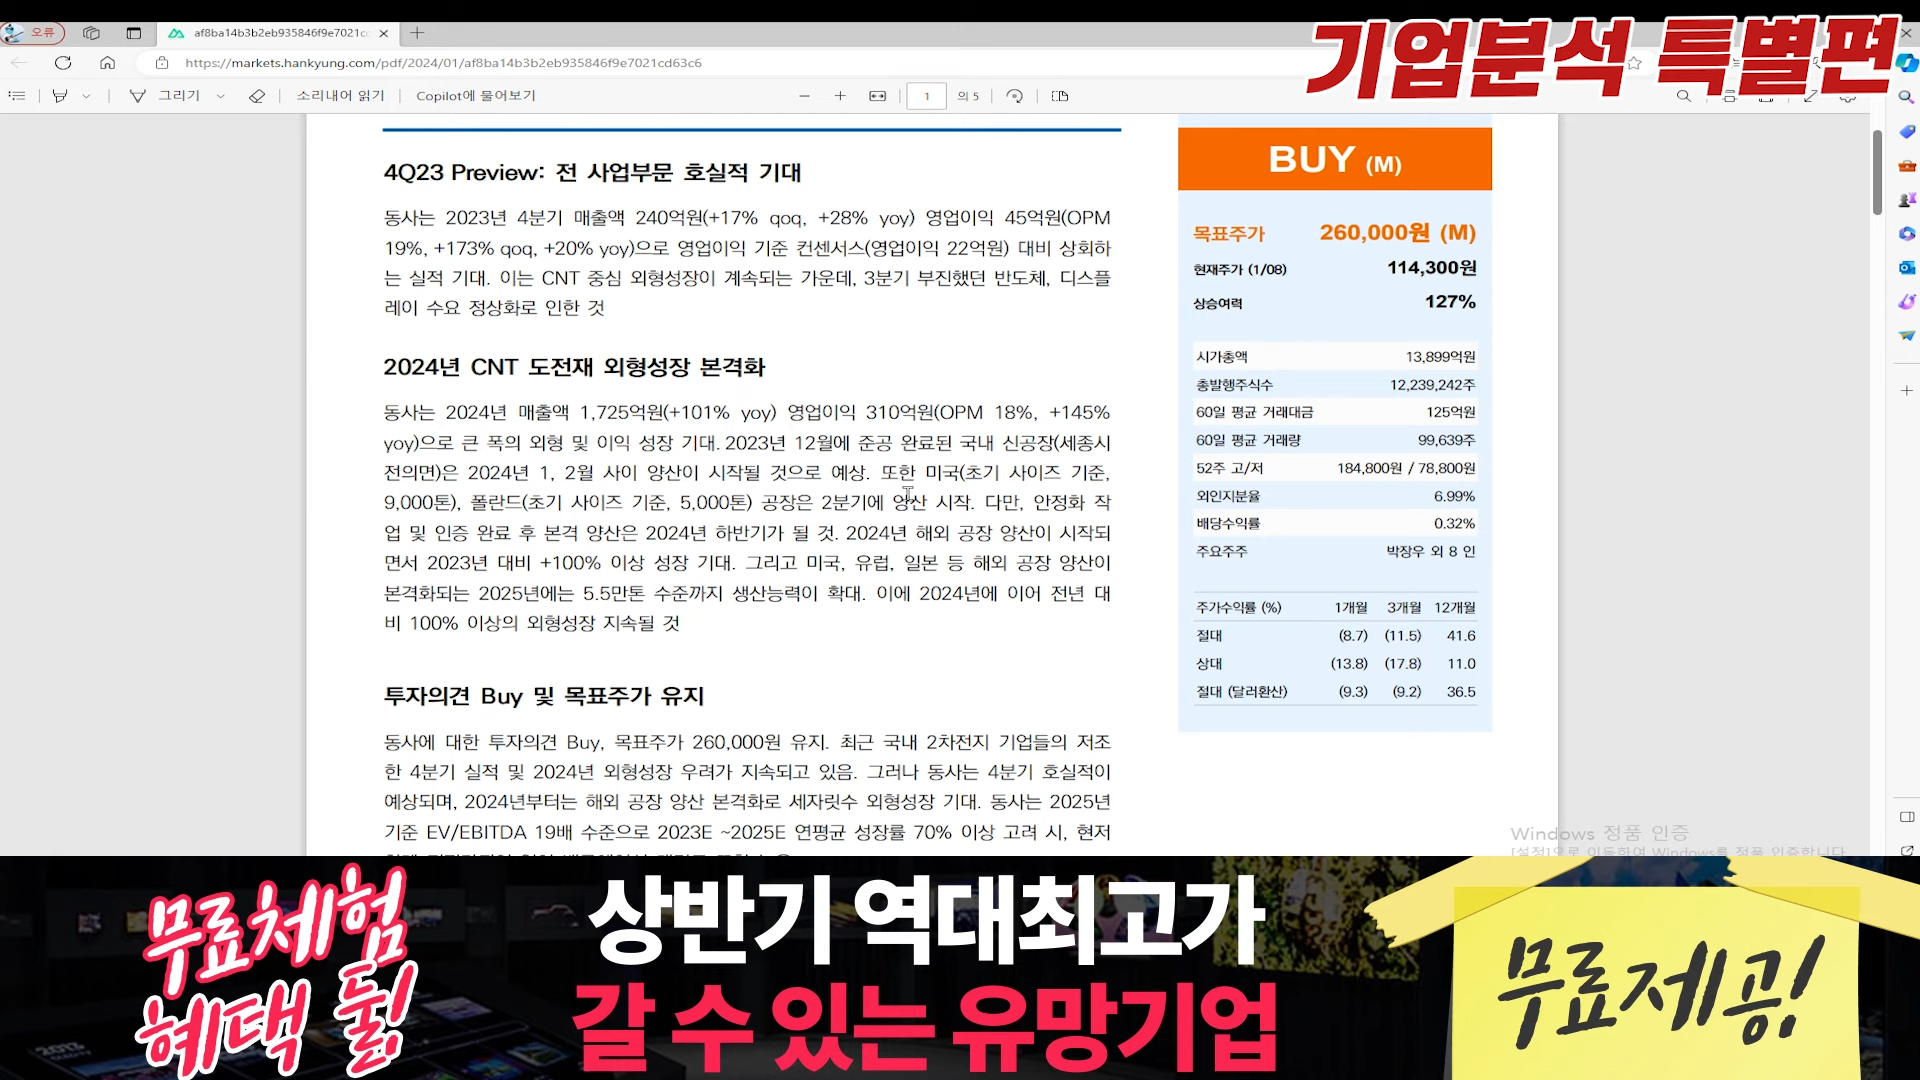 기업분석 특별편
오류
af8ba14b3b2eb935846f9e7021cc
https://markets.hankyung.com/pdf/2024/01/af8ba14b3b2eb935846f9e7021cd63c6
그리기
소리내어 읽기
Copilot에 물어보기
1
의 5
4Q23 Preview: 전 사업부문 호실적 기대
동사는 2023년 4분기 매출액 240억원(+17% qoq, +28% yoy) 영업이익 45억원(OPM
19%, +173% qoq, +20% yoy)으로 영업이익 기준 컨센서스(영업이익 22억원) 대비 상회하
는 실적 기대. 이는 CNT 중심 외형성장이 계속되는 가운데, 3분기 부진했던 반도체, 디스플
레이 수요 정상화로 인한 것
2024년 CNT 도전재 외형성장 본격화
동사는 2024년 매출액 1,725억원(+101% yoy) 영업이익 310억원(OPM 18%, +145%
yoy)으로 큰 폭의 외형 및 이익 성장 기대. 2023년 12월에 준공 완료된 국내 신공장(세종시
전의면)은 2024년 1, 2월 사이 양산이 시작될 것으로 예상. 또한 미국(초기 사이즈 기준,
9,000톤), 폴란드(초기 사이즈 기준, 5,000톤) 공장은 2분기에 양산 시작. 다만, 안정화 작
업 및 인증 완료 후 본격 양산은 2024년 하반기가 될 것. 2024년 해외 공장 양산이 시작되
면서 2023년 대비 +100% 이상 성장 기대. 그리고 미국, 유럽, 일본 등 해외 공장 양산이
본격화되는 2025년에는 5.5만톤 수준까지 생산능력이 확대. 이에 2024년에 이어 전년 대
비 100% 이상의 외형성장 지속될 것
투자의견 Buy 및 목표주가 유지
동사에 대한 투자의견 Buy, 목표주가 260,000원 유지. 최근 국내 2차전지 기업들의 저조
한 4분기 실적 및 2024년 외형성장 우려가 지속되고 있음. 그러나 동사는 4분기 호실적이
예상되며, 2024년부터는 해외 공장 양산 본격화로 세자릿수 외형성장 기대. 동사는 2025년
기준 EV/EBITDA 19배 수준으로 2023E ~2025E 연평균 성장률 70% 이상 고려 시, 현저
BUY (M)
목표주가 260,000원 (M)
현재주가 (1/08) 114,300원
상승여력 127%
시가총액 13,899억원
총발행주식수 12,239,242주
60일 평균 거래대금 125억원
60일 평균 거래량 99,639주
52주 고/저 184,800원 / 78,800원
외인지분율 6.99%
배당수익률 0.32%
주요주주 박장우 외 8 인
주가수익률 (%) 1개월 3개월 12개월
절대 (8.7) (11.5) 41.6
상대 (13.8) (17.8) 11.0
절대 (달러환산) (9.3) (9.2) 36.5
Windows 정품 인증
[설정]으로 이동하여 Windows를 정품 인증합니다
무료체험
혜택 둘!
상반기 역대최고가
갈 수 있는 유망기업
무료제공!